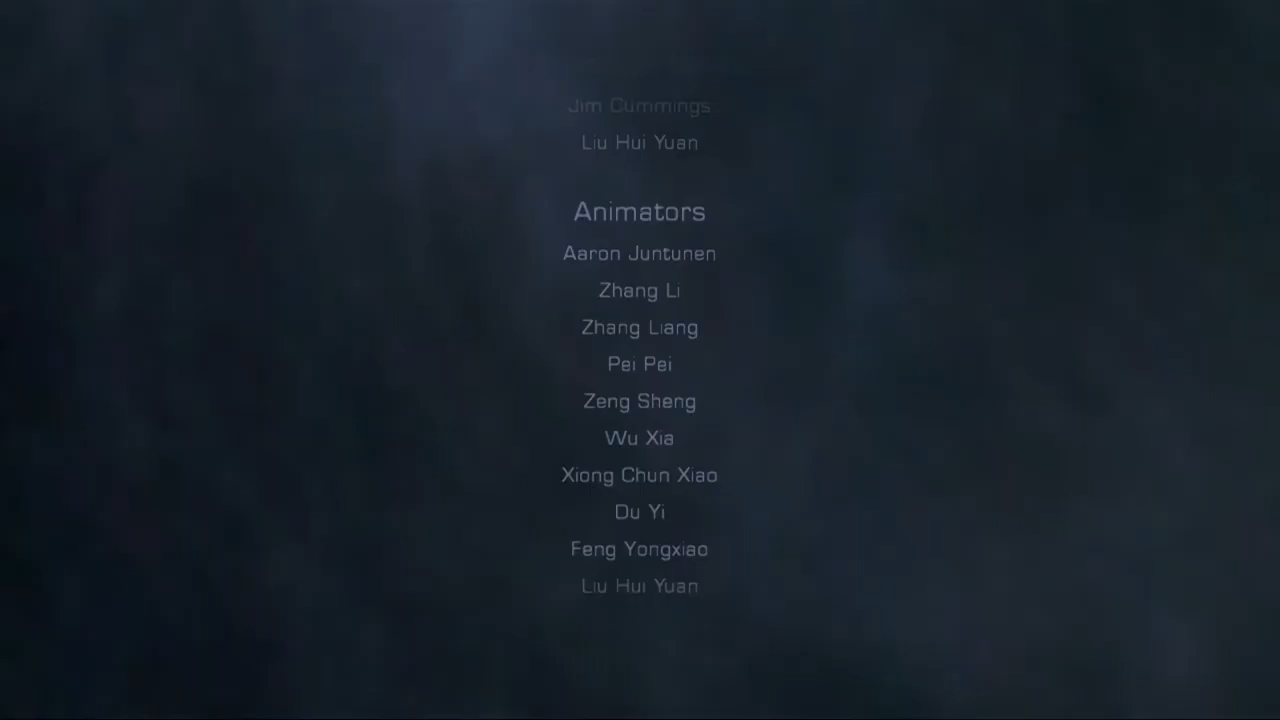 Jim Cummings
Liu Hui Yuan
Animators
Aaron Juntunen
Zhang Li
Zhang Liang
Pei Pei
Zeng Sheng
Wu Xia
Xiong Chun Xiao
Du Yi
Feng Yongxiao
Liu Hui Yuan